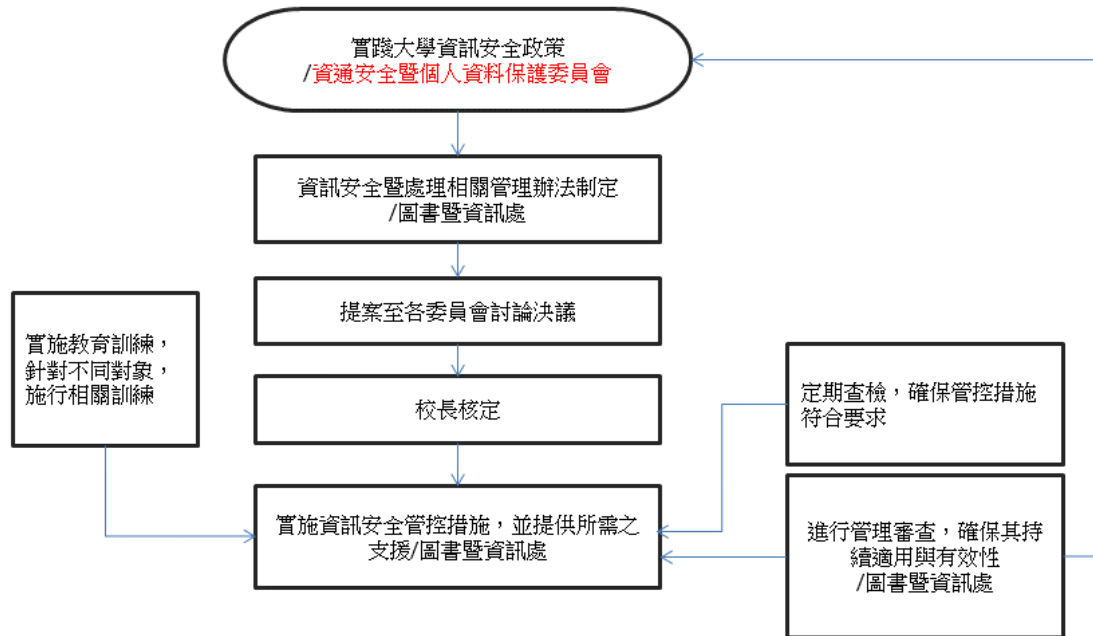 實踐大學資訊安全政策
/資通安全暨個人資料保護委員會
資訊安全暨處理相關管理辦法制定
/圖書暨資訊處
提案至各委員會討論決議
校長核定
實施教育訓練，
針對不同對象，
施行相關訓練
實施資訊安全管控措施，並提供所需之
支援/圖書暨資訊處
定期查檢，確保管控措施
符合要求
進行管理審查，確保其持
續適用與有效性
/圖書暨資訊處